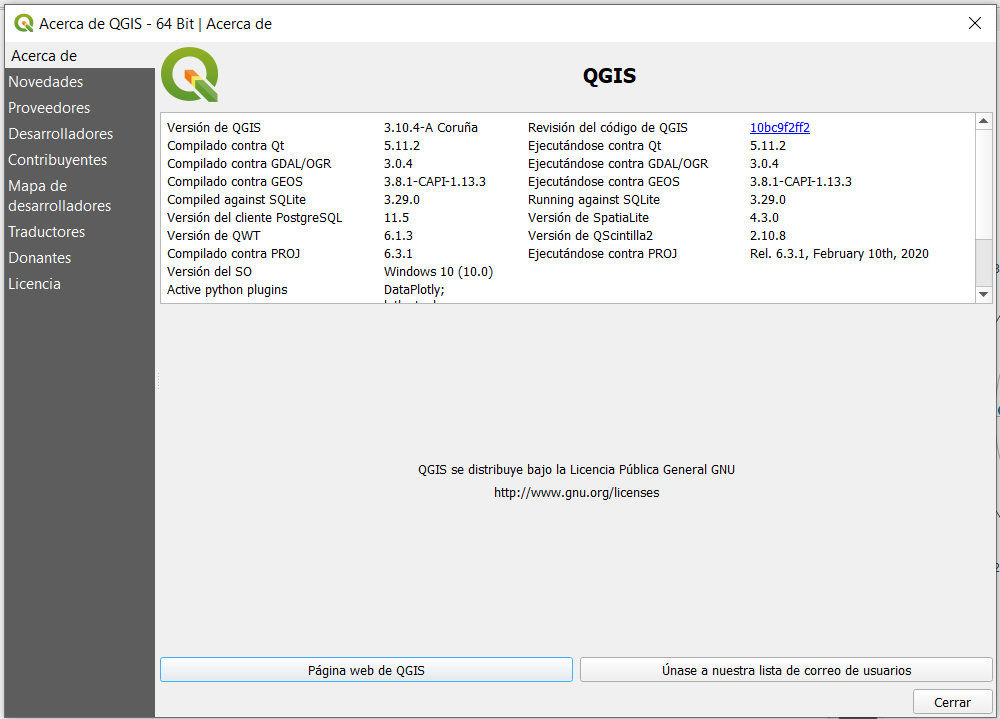 Acerca de QGIS - 64 Bit | Acerca de
Acerca de
Novedades
Proveedores
Desarrolladores
Contribuyentes
Mapa de
desarrolladores
Traductores
Donantes
Licencia
QGIS
Versión de QGIS 3.10.4-A Coruña Revisión del código de QGIS 10bc9f2ff2
Compilado contra Qt 5.11.2 Ejecutándose contra Qt 5.11.2
Compilado contra GDAL/OGR 3.0.4 Ejecutándose contra GDAL/OGR 3.0.4
Compilado contra GEOS 3.8.1-CAPI-1.13.3 Ejecutándose contra GEOS 3.8.1-CAPI-1.13.3
Compiled against SQLite 3.29.0 Running against SQLite 3.29.0
Versión del cliente PostgreSQL 11.5 Versión de SpatiaLite 4.3.0
Versión de QWT 6.1.3 Versión de QScintilla2 2.10.8
Compilado contra PROJ 6.3.1 Ejecutándose contra PROJ Rel. 6.3.1, February 10th, 2020
Versión del SO Windows 10 (10.0)
Active python plugins DataPlotly;
QGIS se distribuye bajo la Licencia Pública General GNU
http://www.gnu.org/licenses
Página web de QGIS
Únase a nuestra lista de correo de usuarios
Cerrar